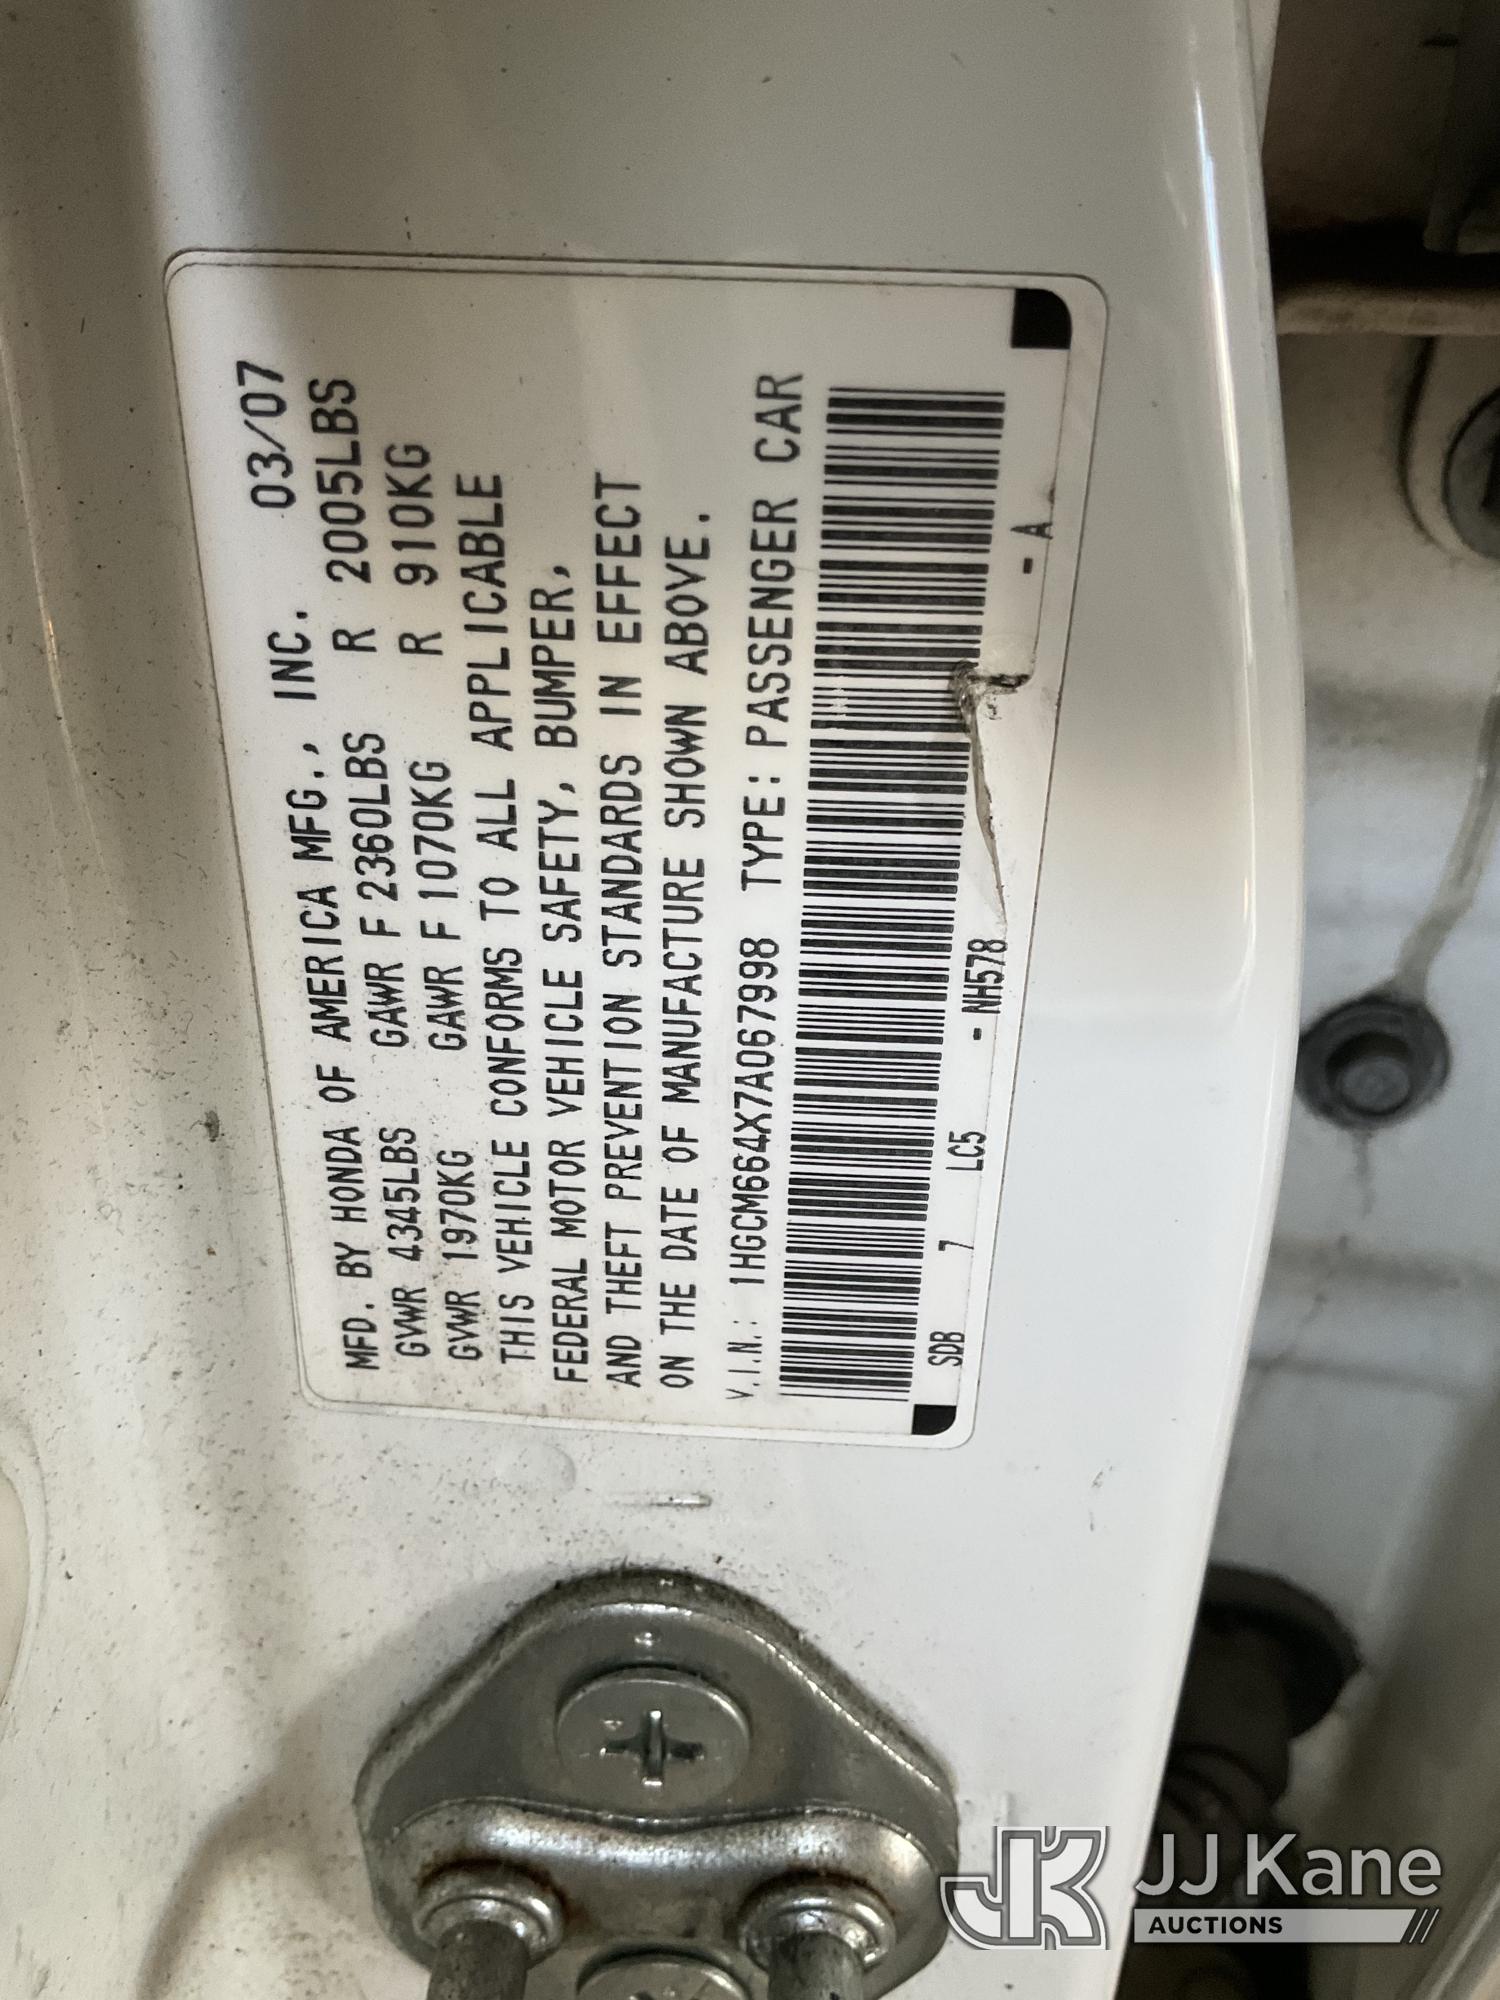 MFD. BY HONDA OF AMERICA MFG., INC. 03/07
GVWR 4345LBS GAWR F 2360LBS R 2005LBS
GVWR 1970KG GAWR F 1070KG R 910KG
THIS VEHICLE CONFORMS TO ALL APPLICABLE
FEDERAL MOTOR VEHICLE SAFETY, BUMPER,
AND THEFT PREVENTION STANDARDS IN EFFECT
ON THE DATE OF MANUFACTURE SHOWN ABOVE.
V.I.N.: 1HGCM664X7A067998 TYPE: PASSENGER CAR
SDB 7 LC5 - NH578 - A
JK JJ Kane
AUCTIONS